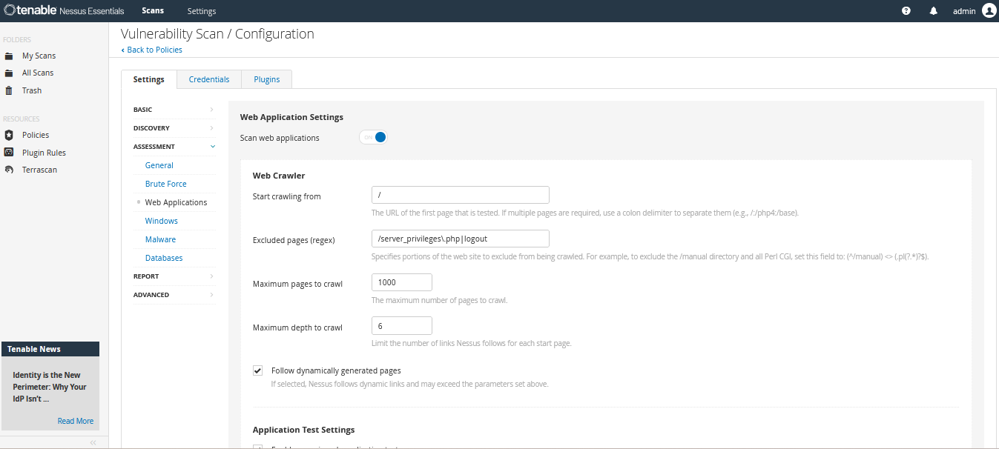 tenable Nessus Essentials Scans Settings admin
FOLDERS
My Scans
All Scans
Trash
RESOURCES
Policies
Plugin Rules
Terrascan
Tenable News
Identity is the New
Perimeter: Why Your
IdP Isn't ...
Read More
Vulnerability Scan / Configuration
‹ Back to Policies
Settings Credentials Plugins
BASIC
DISCOVERY
ASSESSMENT
General
Brute Force
Web Applications
Windows
Malware
Databases
REPORT
ADVANCED
Web Application Settings
Scan web applications ON
Web Crawler
Start crawling from /
The URL of the first page that is tested. If multiple pages are required, use a colon delimiter to separate them (e.g., /:/php4:/base).
Excluded pages (regex) /server_privileges\.php|logout
Specifies portions of the web site to exclude from being crawled. For example, to exclude the /manual directory and all Perl CGI, set this field to: (^/manual) <> (.pl(?.*)?$).
Maximum pages to crawl 1000
The maximum number of pages to crawl.
Maximum depth to crawl 6
Limit the number of links Nessus follows for each start page.
Follow dynamically generated pages
If selected, Nessus follows dynamic links and may exceed the parameters set above.
Application Test Settings